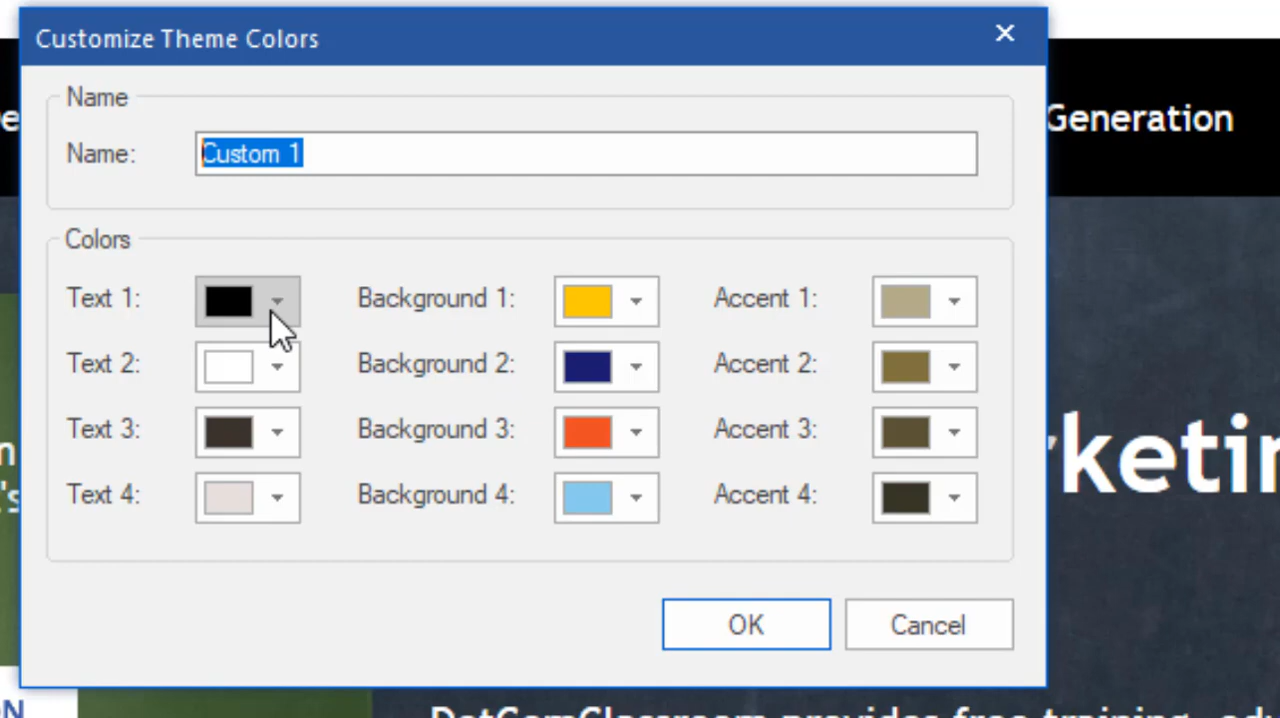 Customize Theme Colors
Name
Name: Custom 1
Generation
Colors
Text 1: Background 1: Accent 1:
Text 2: Background 2: Accent 2:
Text 3: Background 3: Accent 3:
Text 4: Background 4: Accent 4:
OK Cancel